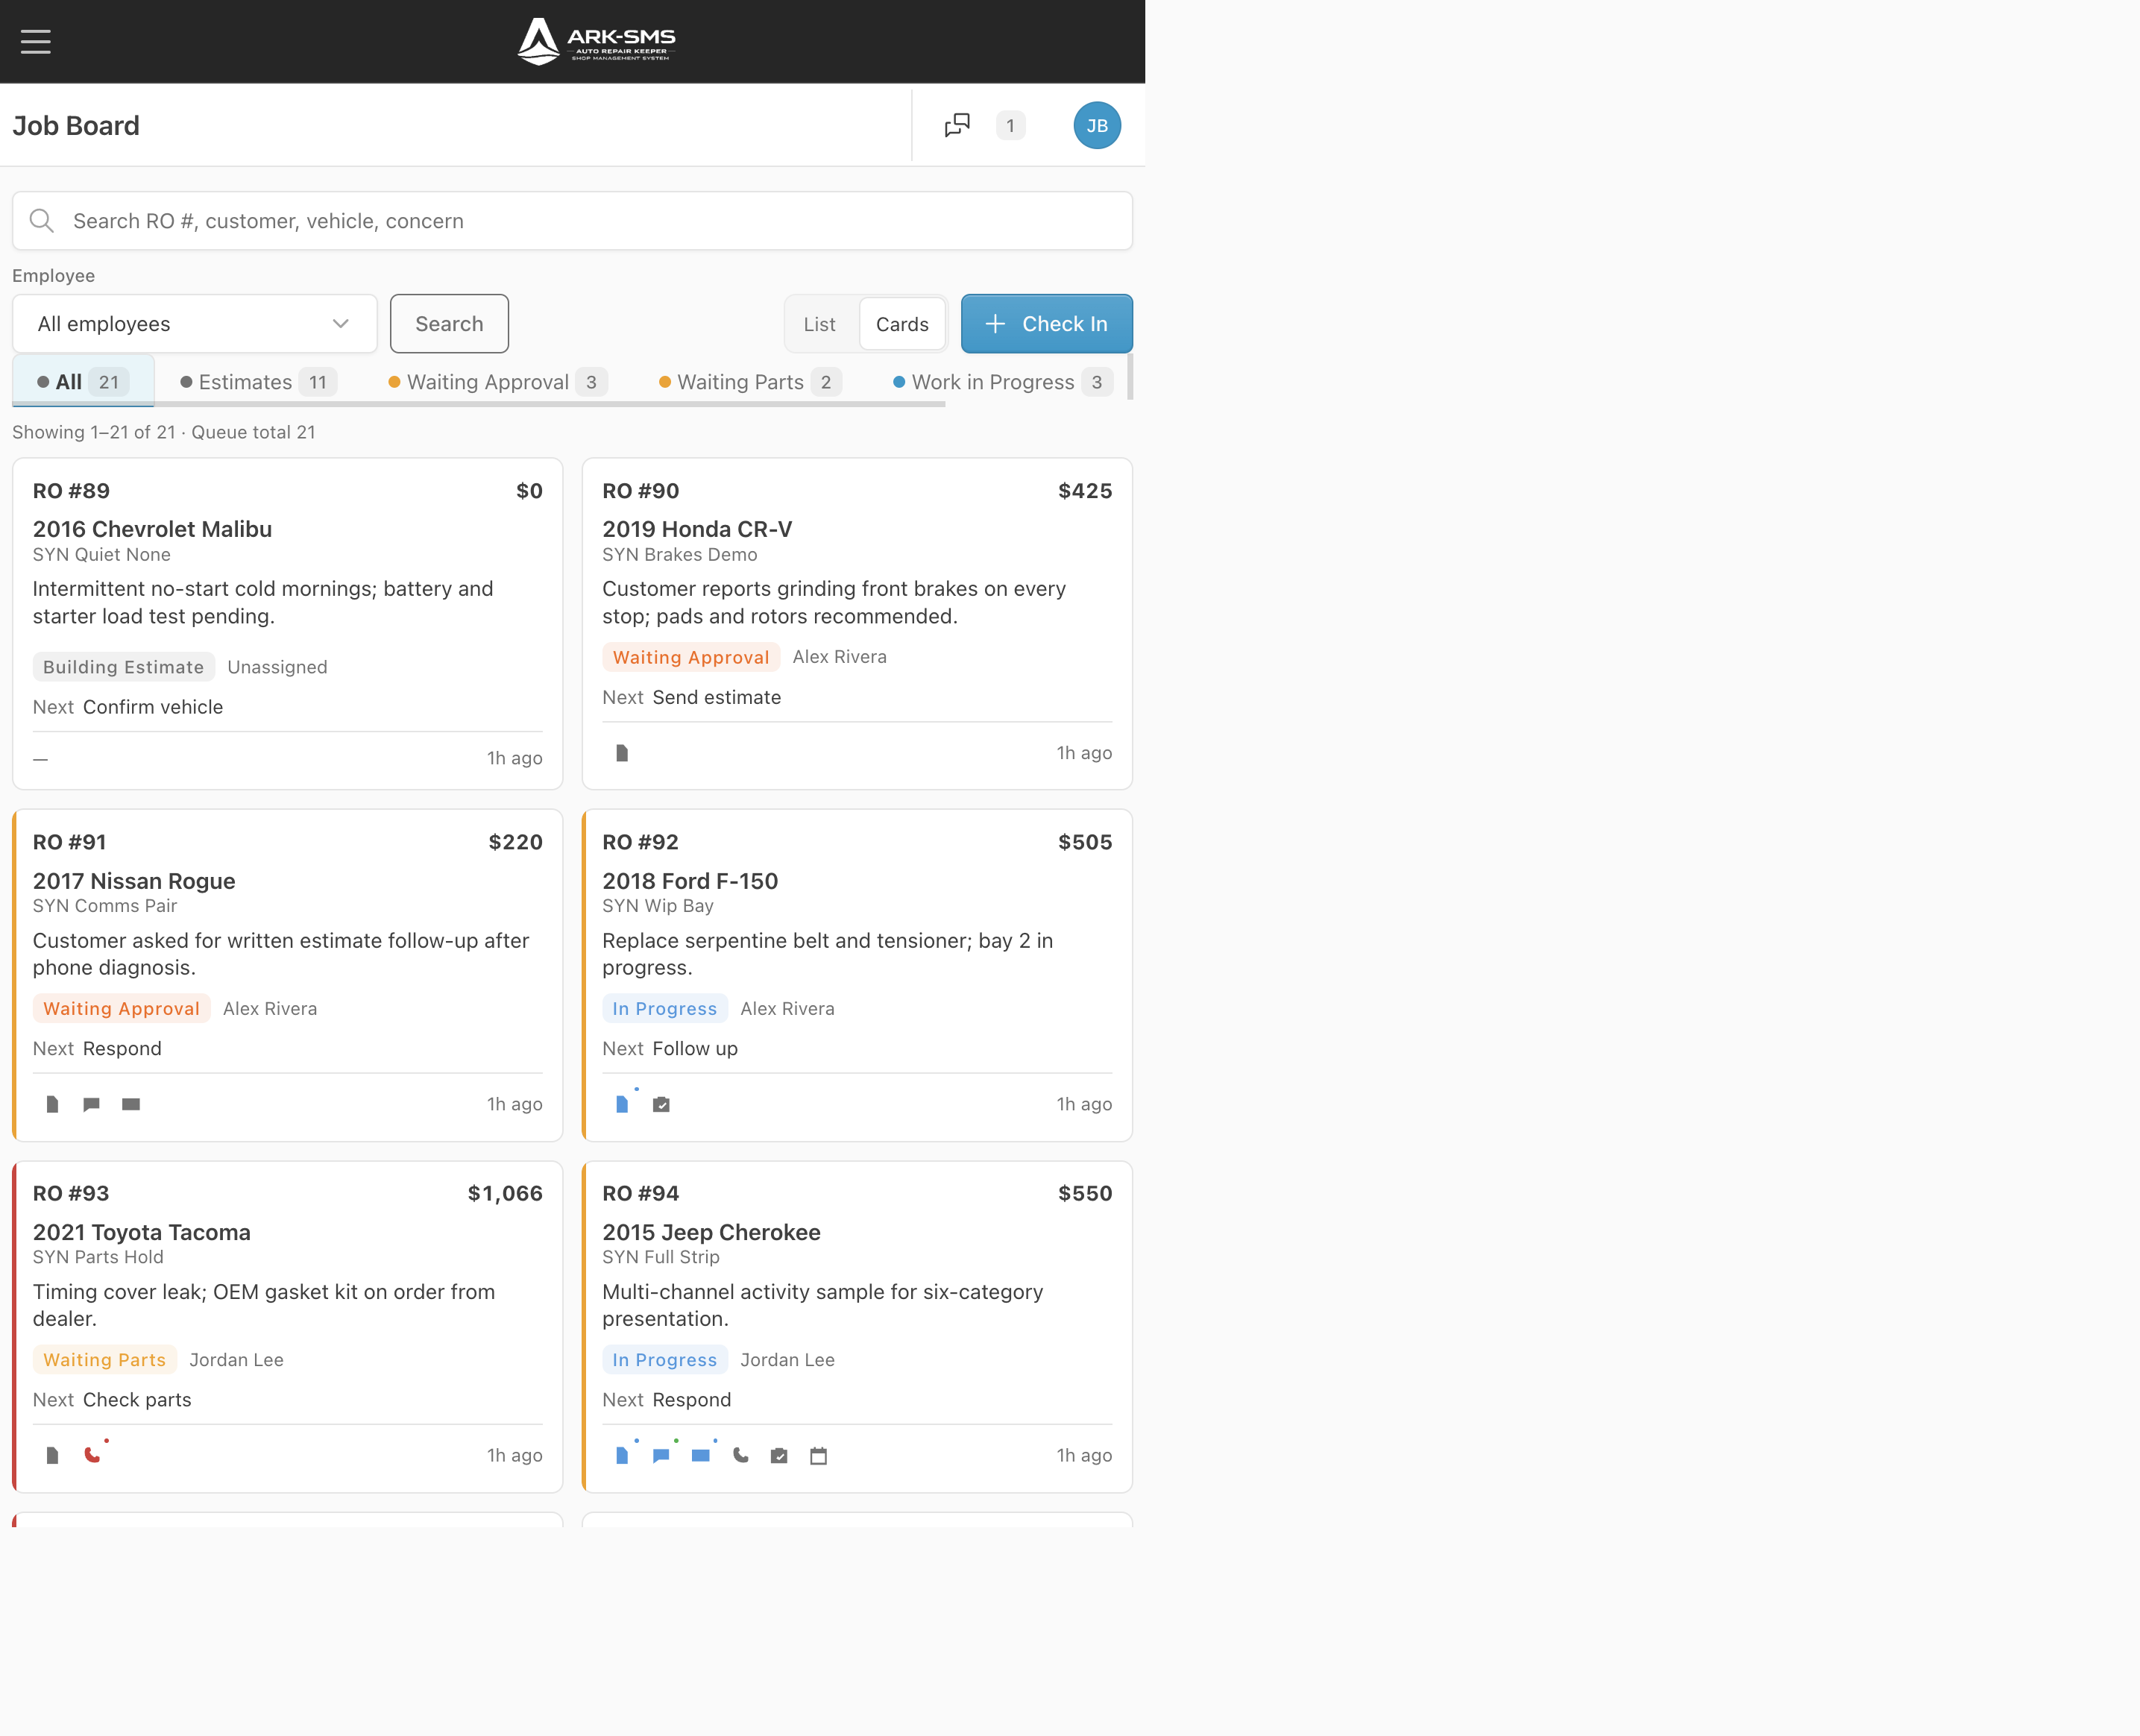 ARK-SMS
AUTO REPAIR KEEPER
SHOP MANAGEMENT SYSTEM
Job Board
1
JB
Search RO #, customer, vehicle, concern
Employee
All employees
Search
List
Cards
Check In
All 21
Estimates 11
Waiting Approval 3
Waiting Parts 2
Work in Progress 3
Showing 1–21 of 21 · Queue total 21
RO #89 $0
2016 Chevrolet Malibu
SYN Quiet None
Intermittent no-start cold mornings; battery and
starter load test pending.
Building Estimate Unassigned
Next Confirm vehicle
— 1h ago
RO #90 $425
2019 Honda CR-V
SYN Brakes Demo
Customer reports grinding front brakes on every
stop; pads and rotors recommended.
Waiting Approval Alex Rivera
Next Send estimate
1h ago
RO #91 $220
2017 Nissan Rogue
SYN Comms Pair
Customer asked for written estimate follow-up after
phone diagnosis.
Waiting Approval Alex Rivera
Next Respond
1h ago
RO #92 $505
2018 Ford F-150
SYN Wip Bay
Replace serpentine belt and tensioner; bay 2 in
progress.
In Progress Alex Rivera
Next Follow up
1h ago
RO #93 $1,066
2021 Toyota Tacoma
SYN Parts Hold
Timing cover leak; OEM gasket kit on order from
dealer.
Waiting Parts Jordan Lee
Next Check parts
1h ago
RO #94 $550
2015 Jeep Cherokee
SYN Full Strip
Multi-channel activity sample for six-category
presentation.
In Progress Jordan Lee
Next Respond
1h ago